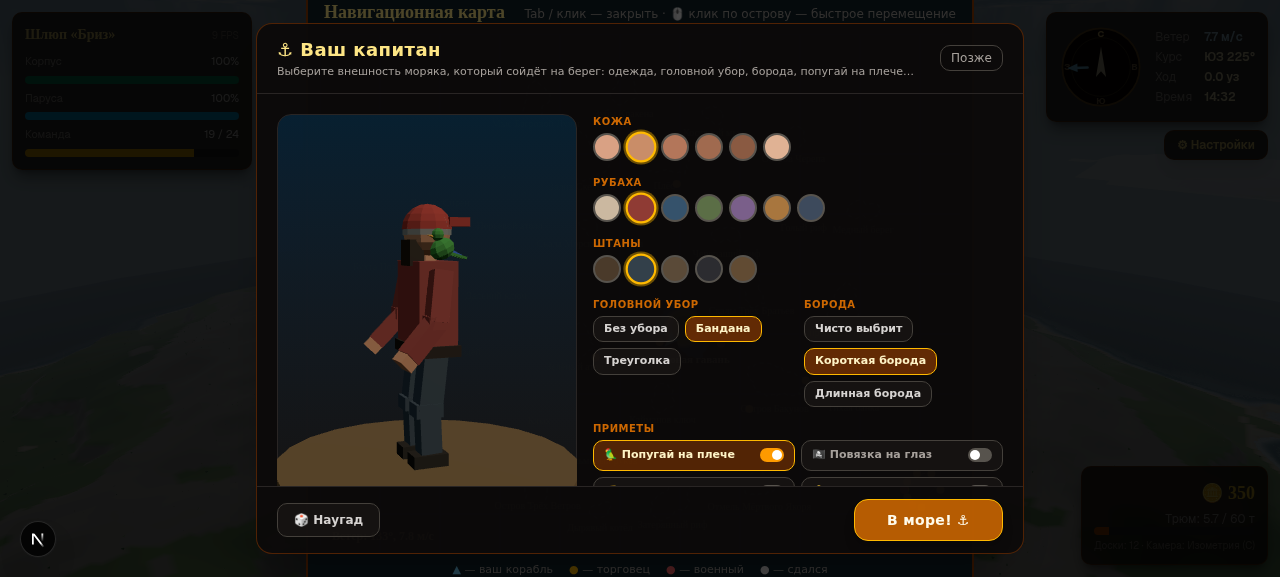 Навигационная карта
Tab / клик — закрыть · 🖱 клик по острову — быстрое перемещение
Шлюп «Бриз»
Корпус 100%
Паруса 100%
Команда 19 / 24
⚓ Ваш капитан
Выберите внешность моряка, который сойдёт на берег: одежда, головной убор, борода, попугай на плече…
Позже
С
Ю
Ветер 7.7 м/с
Курс ЮЗ 225°
Ход 0.0 уз
Время 14:32
⚙ Настройки
КОЖА
РУБАХА
ШТАНЫ
ГОЛОВНОЙ УБОР
Без убора
Бандана
Треуголка
БОРОДА
Чисто выбрит
Короткая борода
Длинная борода
ПРИМЕТЫ
🦜 Попугай на плече
🏴‍☠️ Повязка на глаз
🎲 Наугад
В море! ⚓
N
350
Трюм: 57 / 60 т
▲ — ваш корабль ● — торговец ● — военный ● — сдался